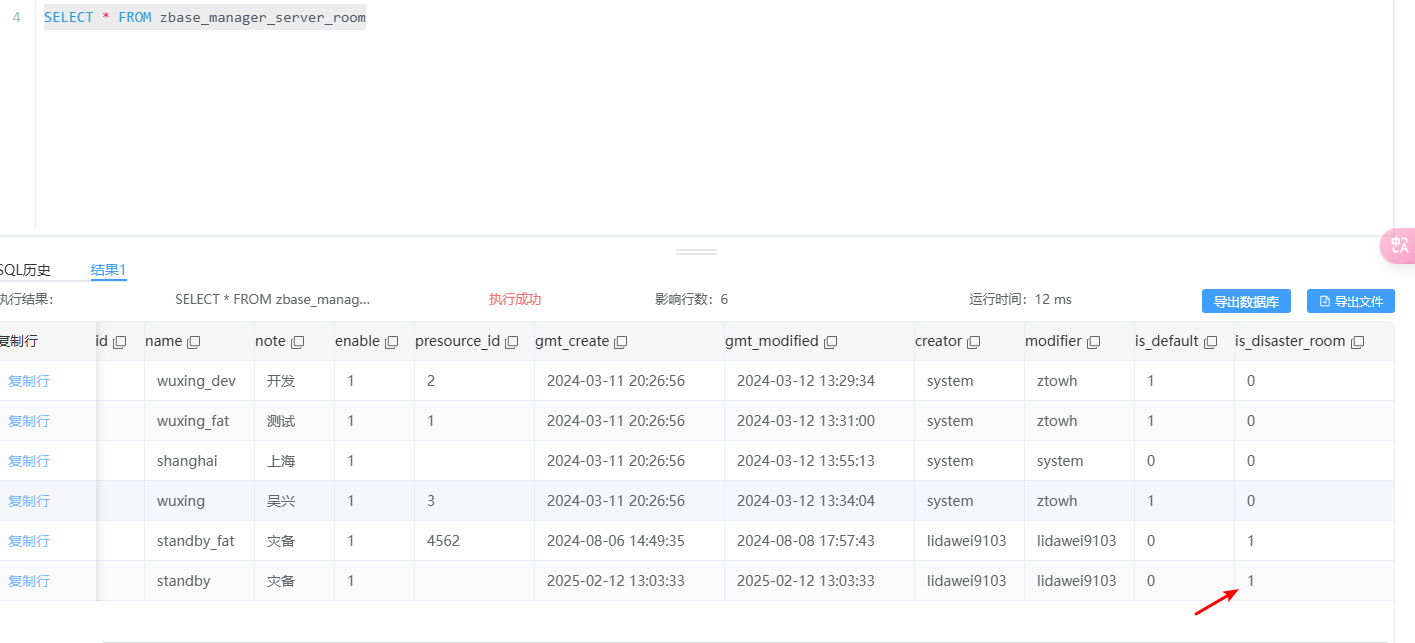 4 SELECT * FROM zbase_manager_server_room
SQL历史 结果1
执行结果: SELECT * FROM zbase_manag... 执行成功 影响行数: 6 运行时间: 12 ms 导出数据库 导出文件
复制行 id name note enable presource_id gmt_create gmt_modified creator modifier is_default is_disaster_room
复制行 wuxing_dev 开发 1 2 2024-03-11 20:26:56 2024-03-12 13:29:34 system ztowh 1 0
复制行 wuxing_fat 测试 1 1 2024-03-11 20:26:56 2024-03-12 13:31:00 system ztowh 1 0
复制行 shanghai 上海 1 2024-03-11 20:26:56 2024-03-12 13:55:13 system system 0 0
复制行 wuxing 吴兴 1 3 2024-03-11 20:26:56 2024-03-12 13:34:04 system ztowh 1 0
复制行 standby_fat 灾备 1 4562 2024-08-06 14:49:35 2024-08-08 17:57:43 lidawei9103 lidawei9103 0 1
复制行 standby 灾备 1 2025-02-12 13:03:33 2025-02-12 13:03:33 lidawei9103 lidawei9103 0 1